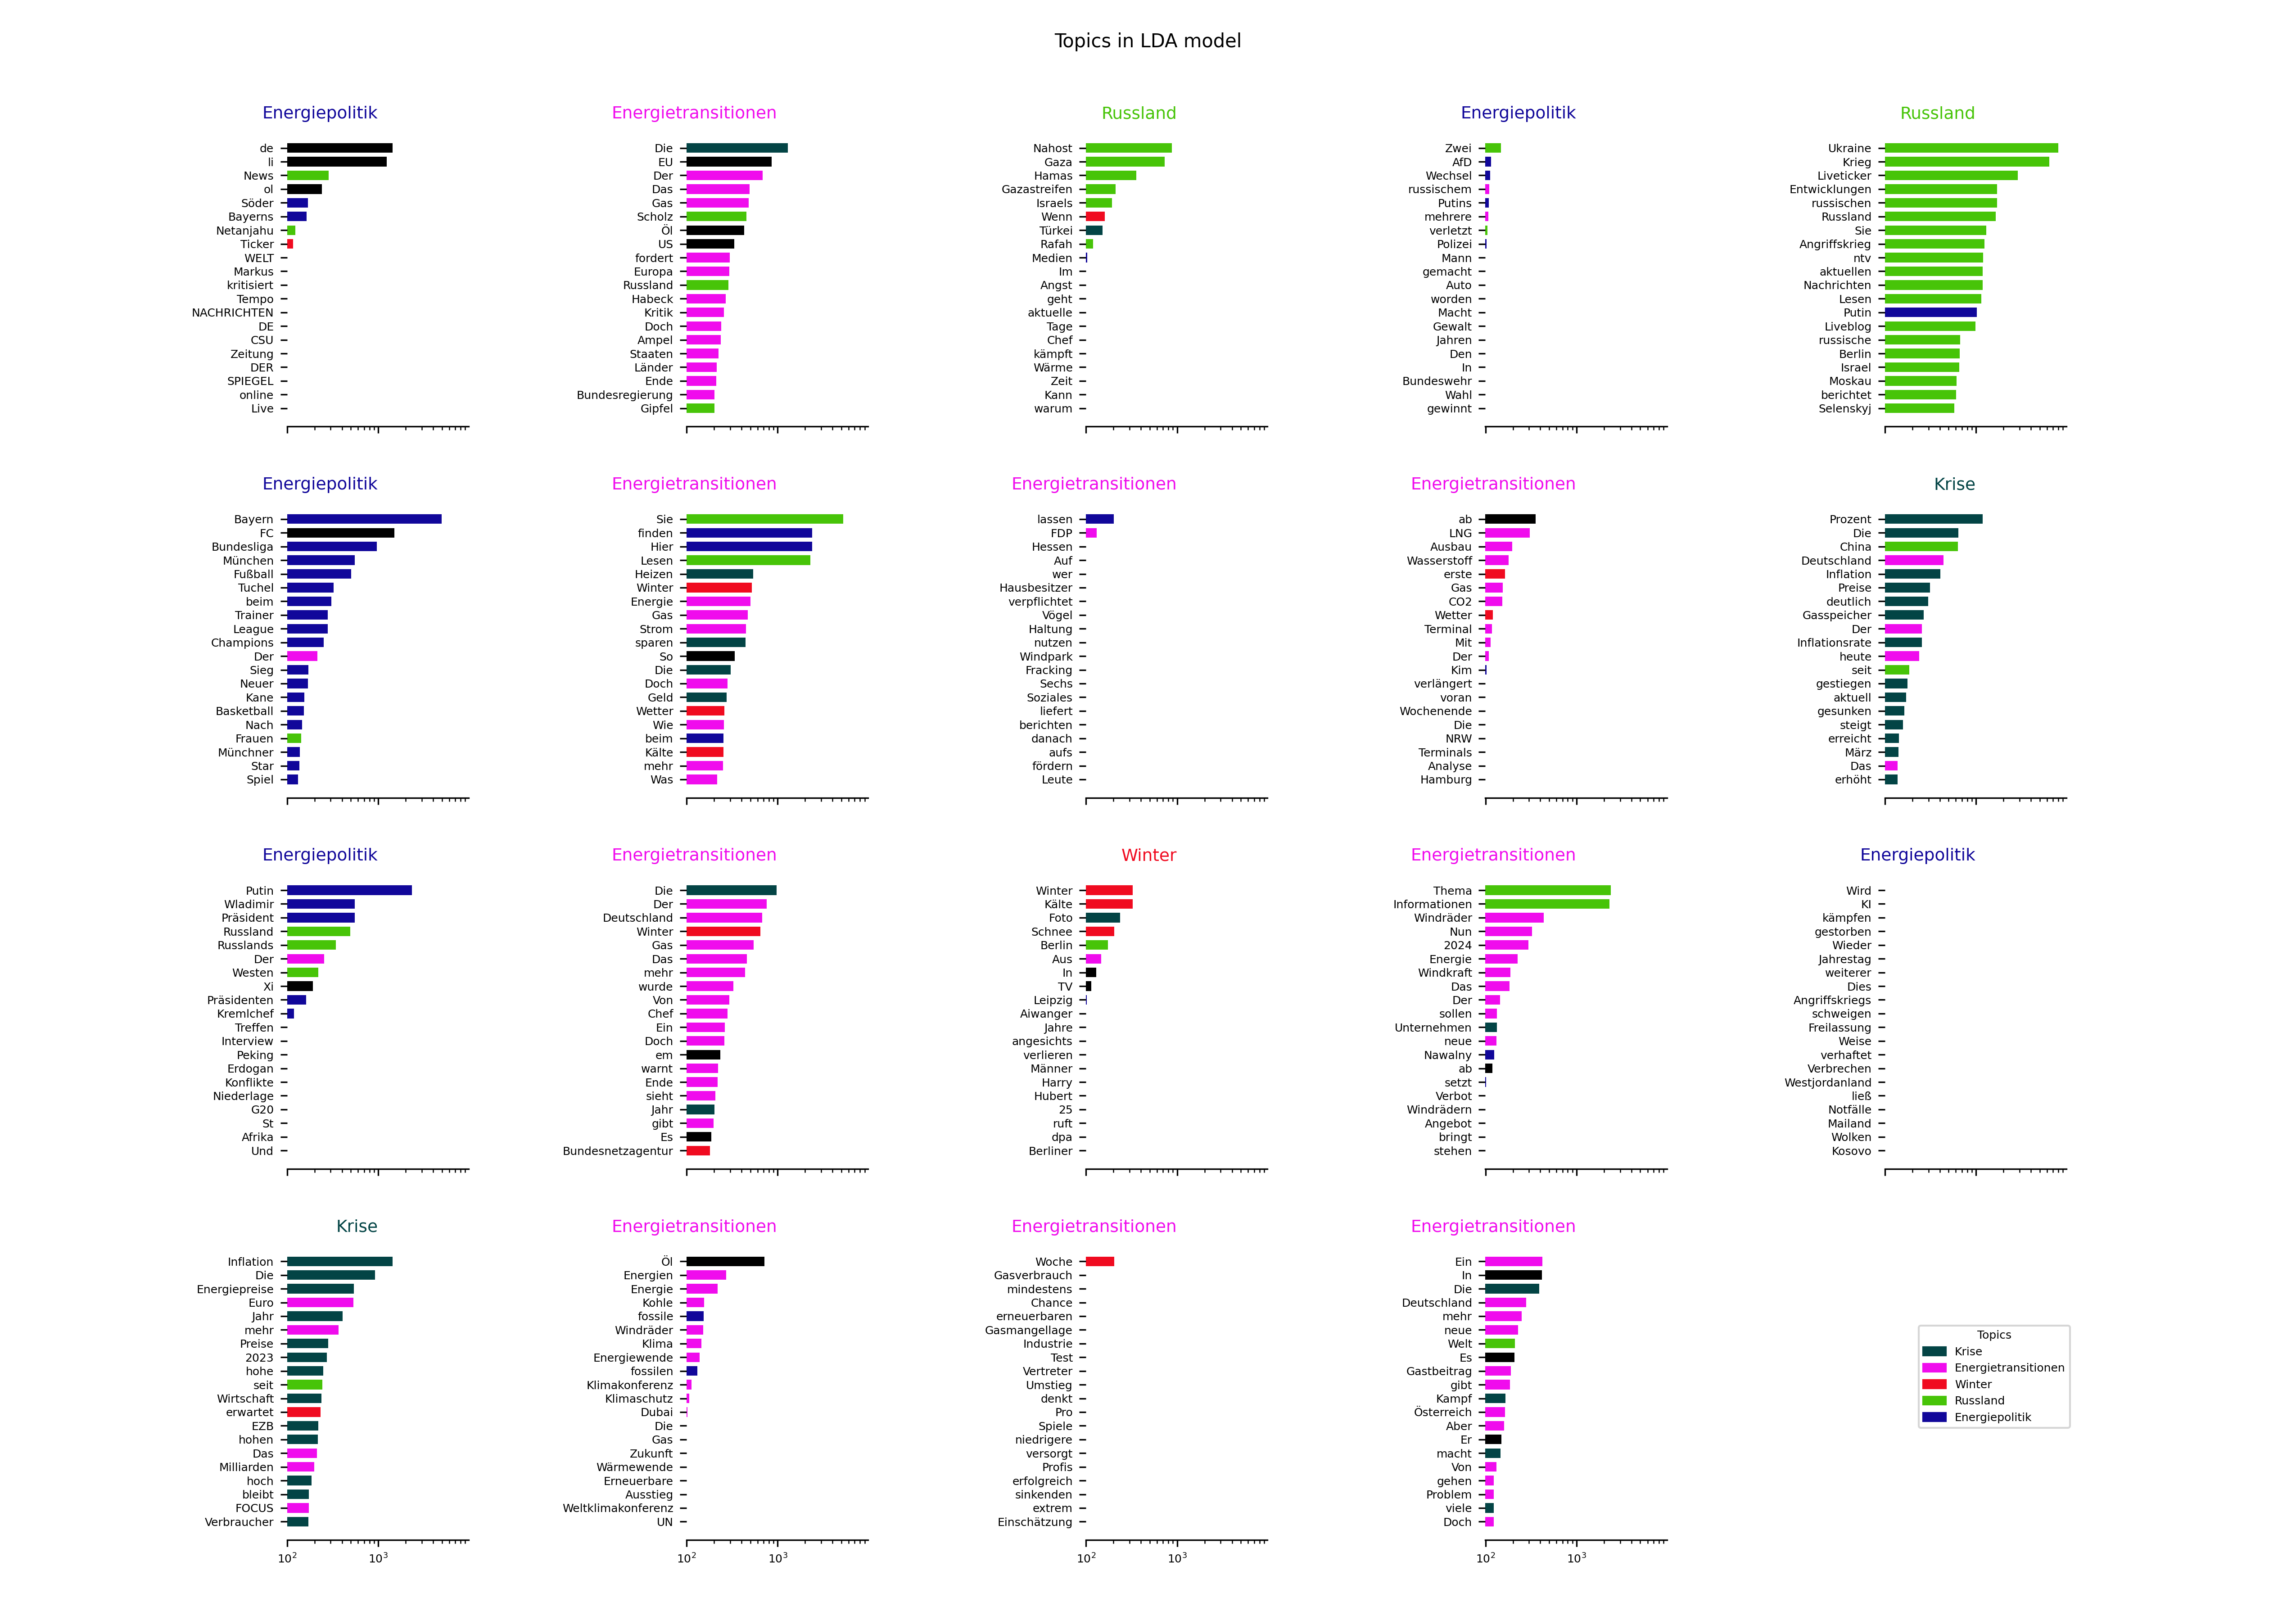 Topics in LDA model
Energiepolitik
de
li
News
ol
Söder
Bayerns
Netanjahu
Ticker
WELT
Markus
kritisiert
Tempo
NACHRICHTEN
DE
CSU
Zeitung
DER
SPIEGEL
online
Live
Energietransitionen
Die
EU
Der
Das
Gas
Scholz
Öl
US
fordert
Europa
Russland
Habeck
Kritik
Doch
Ampel
Staaten
Länder
Ende
Bundesregierung
Gipfel
Russland
Nahost
Gaza
Hamas
Gazastreifen
Israels
Wenn
Türkei
Rafah
Medien
Im
Angst
geht
aktuelle
Tage
Chef
kämpft
Wärme
Zeit
Kann
warum
Energiepolitik
Zwei
AfD
Wechsel
russischem
Putins
mehrere
verletzt
Polizei
Mann
gemacht
Auto
worden
Macht
Gewalt
Jahren
Den
In
Bundeswehr
Wahl
gewinnt
Russland
Ukraine
Krieg
Liveticker
Entwicklungen
russischen
Russland
Sie
Angriffskrieg
ntv
aktuellen
Nachrichten
Lesen
Putin
Liveblog
russische
Berlin
Israel
Moskau
berichtet
Selenskyj
Energiepolitik
Bayern
FC
Bundesliga
München
Fußball
Tuchel
beim
Trainer
League
Champions
Der
Sieg
Neuer
Kane
Basketball
Nach
Frauen
Münchner
Star
Spiel
Energietransitionen
Sie
finden
Hier
Lesen
Heizen
Winter
Energie
Gas
Strom
sparen
So
Die
Doch
Geld
Wetter
Wie
beim
Kälte
mehr
Was
Energietransitionen
lassen
FDP
Hessen
Auf
wer
Hausbesitzer
verpflichtet
Vögel
Haltung
nutzen
Windpark
Fracking
Sechs
Soziales
liefert
berichten
danach
aufs
fördern
Leute
Energietransitionen
ab
LNG
Ausbau
Wasserstoff
erste
Gas
CO2
Wetter
Terminal
Mit
Der
Kim
verlängert
voran
Wochenende
Die
NRW
Terminals
Analyse
Hamburg
Krise
Prozent
Die
China
Deutschland
Inflation
Preise
deutlich
Gasspeicher
Der
Inflationsrate
heute
seit
gestiegen
aktuell
gesunken
steigt
erreicht
März
Das
erhöht
Energiepolitik
Putin
Wladimir
Präsident
Russland
Russlands
Der
Westen
Xi
Präsidenten
Kremlchef
Treffen
Interview
Peking
Erdogan
Konflikte
Niederlage
G20
St
Afrika
Und
Energietransitionen
Die
Der
Deutschland
Winter
Gas
Das
mehr
wurde
Von
Chef
Ein
Doch
em
warnt
Ende
sieht
Jahr
gibt
Es
Bundesnetzagentur
Winter
Winter
Kälte
Foto
Schnee
Berlin
Aus
In
TV
Leipzig
Aiwanger
Jahre
angesichts
verlieren
Männer
Harry
Hubert
25
ruft
dpa
Berliner
Energietransitionen
Thema
Informationen
Windräder
Nun
2024
Energie
Windkraft
Das
Der
sollen
Unternehmen
neue
Nawalny
ab
setzt
Verbot
Windrädern
Angebot
bringt
stehen
Energiepolitik
Wird
KI
kämpfen
gestorben
Wieder
Jahrestag
weiterer
Dies
Angriffskriegs
schweigen
Freilassung
Weise
verhaftet
Verbrechen
Westjordanland
ließ
Notfälle
Mailand
Wolken
Kosovo
Krise
Inflation
Die
Energiepreise
Euro
Jahr
mehr
Preise
2023
hohe
seit
Wirtschaft
erwartet
EZB
hohen
Das
Milliarden
hoch
bleibt
FOCUS
Verbraucher
10² 10³
Energietransitionen
Öl
Energien
Energie
Kohle
fossile
Windräder
Klima
Energiewende
fossilen
Klimakonferenz
Klimaschutz
Dubai
Die
Gas
Zukunft
Wärmewende
Erneuerbare
Ausstieg
Weltklimakonferenz
UN
10² 10³
Energietransitionen
Woche
Gasverbrauch
mindestens
Chance
erneuerbaren
Gasmangellage
Industrie
Test
Vertreter
Umstieg
denkt
Pro
Spiele
niedrigere
versorgt
Profis
erfolgreich
sinkenden
extrem
Einschätzung
10² 10³
Energietransitionen
Ein
In
Die
Deutschland
mehr
neue
Welt
Es
Gastbeitrag
gibt
Kampf
Österreich
Aber
Er
macht
Von
gehen
Problem
viele
Doch
10² 10³
Topics
Krise
Energietransitionen
Winter
Russland
Energiepolitik